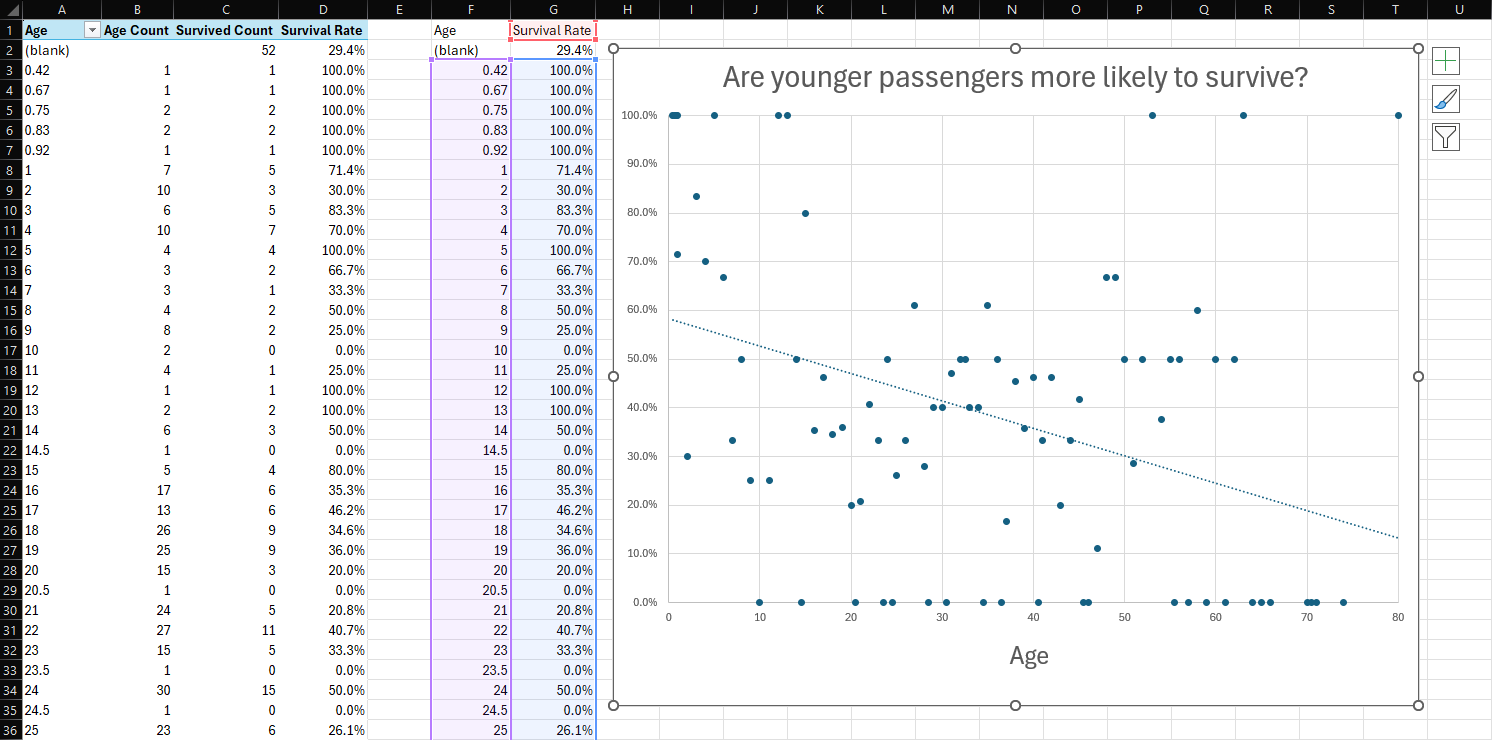 A B C D E F G H I J K L M N O P Q R S T U
1 Age Age Count Survived Count Survival Rate Age Survival Rate
2 (blank) 52 29.4% (blank) 29.4%
3 0.42 1 1 100.0% 0.42 100.0%
4 0.67 1 1 100.0% 0.67 100.0%
5 0.75 2 2 100.0% 0.75 100.0%
6 0.83 2 2 100.0% 0.83 100.0%
7 0.92 1 1 100.0% 0.92 100.0%
8 1 7 5 71.4% 1 71.4%
9 2 10 3 30.0% 2 30.0%
10 3 6 5 83.3% 3 83.3%
11 4 10 7 70.0% 4 70.0%
12 5 4 4 100.0% 5 100.0%
13 6 3 2 66.7% 6 66.7%
14 7 3 1 33.3% 7 33.3%
15 8 4 2 50.0% 8 50.0%
16 9 8 2 25.0% 9 25.0%
17 10 2 0 0.0% 10 0.0%
18 11 4 1 25.0% 11 25.0%
19 12 1 1 100.0% 12 100.0%
20 13 2 2 100.0% 13 100.0%
21 14 6 3 50.0% 14 50.0%
22 14.5 1 0 0.0% 14.5 0.0%
23 15 5 4 80.0% 15 80.0%
24 16 17 6 35.3% 16 35.3%
25 17 13 6 46.2% 17 46.2%
26 18 26 9 34.6% 18 34.6%
27 19 25 9 36.0% 19 36.0%
28 20 15 3 20.0% 20 20.0%
29 20.5 1 0 0.0% 20.5 0.0%
30 21 24 5 20.8% 21 20.8%
31 22 27 11 40.7% 22 40.7%
32 23 15 5 33.3% 23 33.3%
33 23.5 1 0 0.0% 23.5 0.0%
34 24 30 15 50.0% 24 50.0%
35 24.5 1 0 0.0% 24.5 0.0%
36 25 23 6 26.1% 25 26.1%
Are younger passengers more likely to survive?
100.0%
90.0%
80.0%
70.0%
60.0%
50.0%
40.0%
30.0%
20.0%
10.0%
0.0%
0 10 20 30 40 50 60 70 80
Age